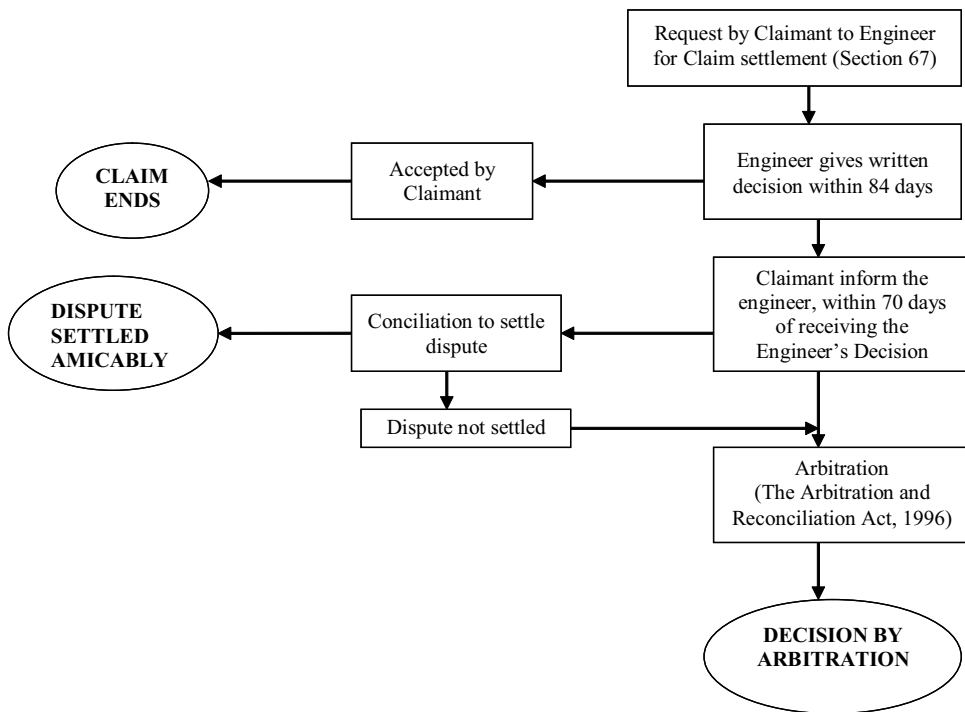 Request by Claimant to Engineer
for Claim settlement (Section 67)
Engineer gives written
decision within 84 days
Accepted by
Claimant
CLAIM
ENDS
Claimant inform the
engineer, within 70 days
of receiving the
Engineer’s Decision
Conciliation to settle
dispute
DISPUTE
SETTLED
AMICABLY
Dispute not settled
Arbitration
(The Arbitration and
Reconciliation Act, 1996)
DECISION BY
ARBITRATION